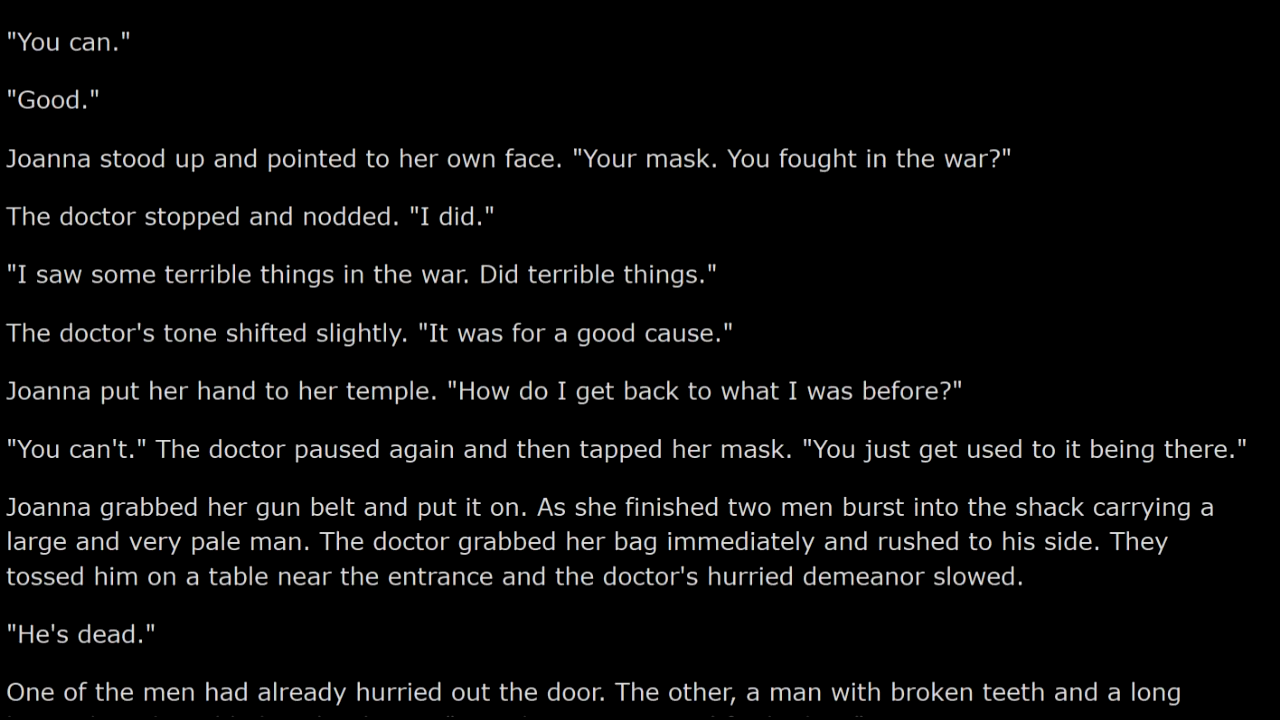 "You can."
"Good."
Joanna stood up and pointed to her own face. "Your mask. You fought in the war?"
The doctor stopped and nodded. "I did."
"I saw some terrible things in the war. Did terrible things."
The doctor's tone shifted slightly. "It was for a good cause."
Joanna put her hand to her temple. "How do I get back to what I was before?"
"You can't." The doctor paused again and then tapped her mask. "You just get used to it being there."
Joanna grabbed her gun belt and put it on. As she finished two men burst into the shack carrying a
large and very pale man. The doctor grabbed her bag immediately and rushed to his side. They
tossed him on a table near the entrance and the doctor's hurried demeanor slowed.
"He's dead."
One of the men had already hurried out the door. The other, a man with broken teeth and a long